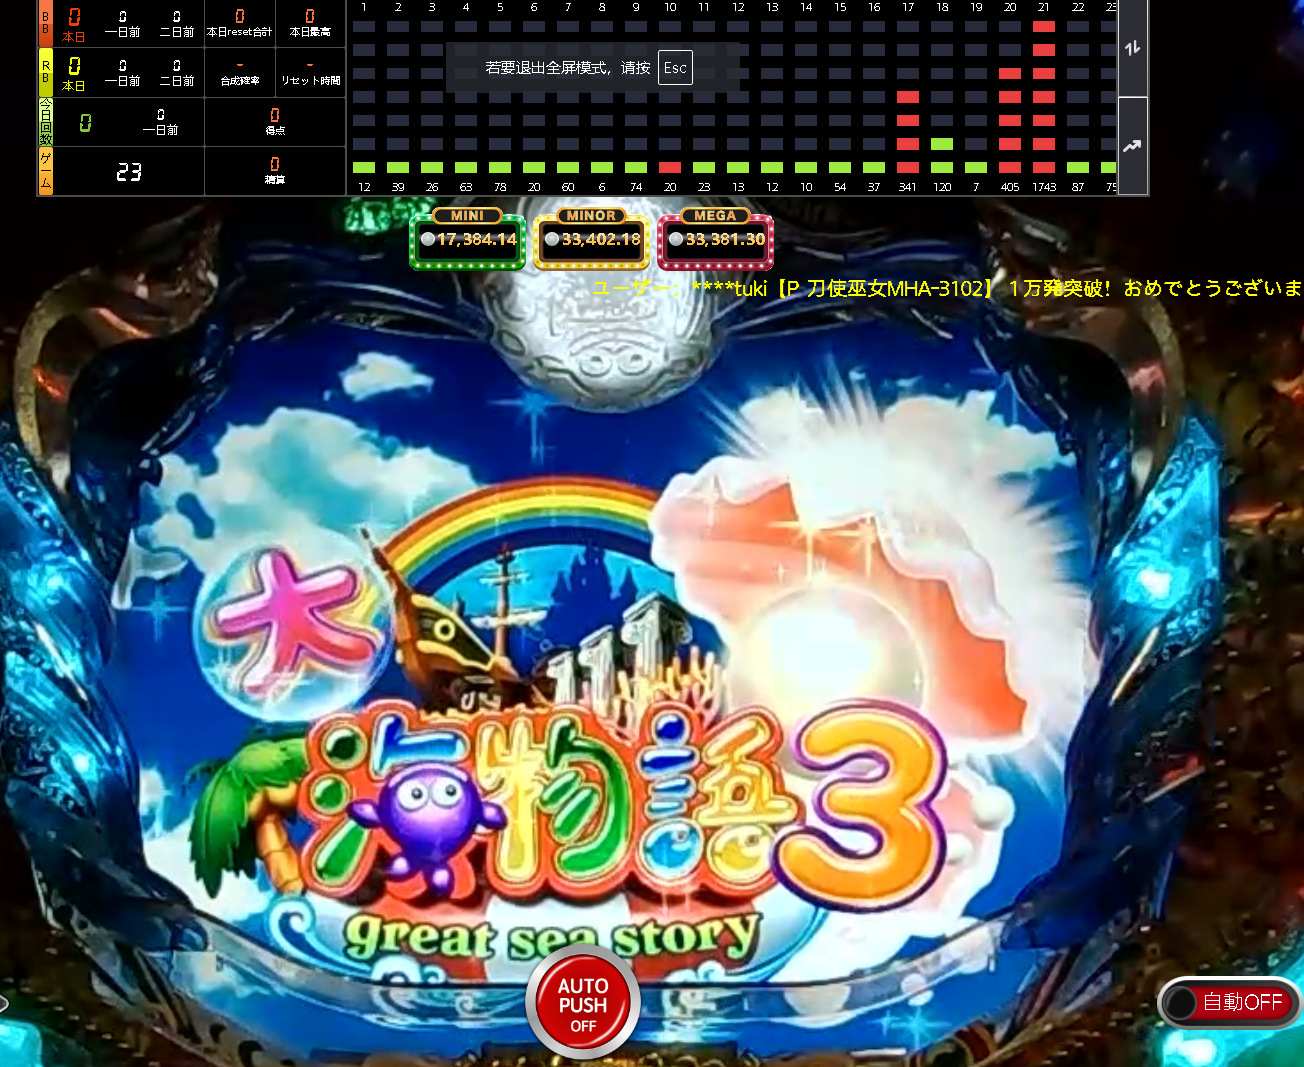 1 2 3 4 5 6 7 8 9 10 11 12 13 14 15 16 17 18 19 20 21 22 23
BB 0 本日 0 一日前 0 二日前 0 本日reset合計 0 本日最高
RB 0 本日 0 一日前 0 二日前 - 合成確率 - リセット時間
若要退出全屏模式，请按 Esc
今日回数 0 0 一日前 0 得点
ゲーム 23 0 精算
12 39 26 63 78 20 60 6 74 20 23 13 12 10 54 37 341 120 7 405 1743 87 75
MINI MINOR MEGA
17,384.14 33,402.18 33,381.30
ユーザー：****tuki【P 刀使巫女MHA-3102】１万発突破！おめでとうございま
大
海物語3
great sea story
AUTO
PUSH
OFF
自動OFF